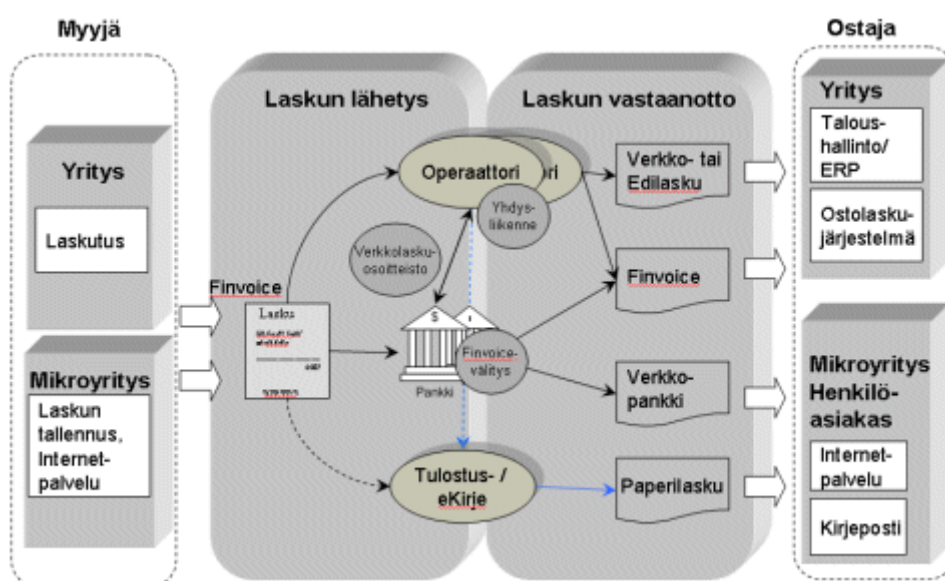 Myyjä
Ostaja
Yritys
Laskutus
Mikroyritys
Laskun
tallennus,
Internet-
palvelu
Finvoice
Laskun lähetys
Lasku
Operaattori
ri
Yhdys-
liikenne
Verkkolasku-
osoitteisto
$
Pankki
Finvoice-
välitys
Tulostus- /
eKirje
Laskun vastaanotto
Verkko- tai
Edilasku
Finvoice
Verkko-
pankki
Paperilasku
Yritys
Talous-
hallinto/
ERP
Ostolasku-
järjestelmä
Mikroyritys
Henkilö-
asiakas
Internet-
palvelu
Kirjeposti